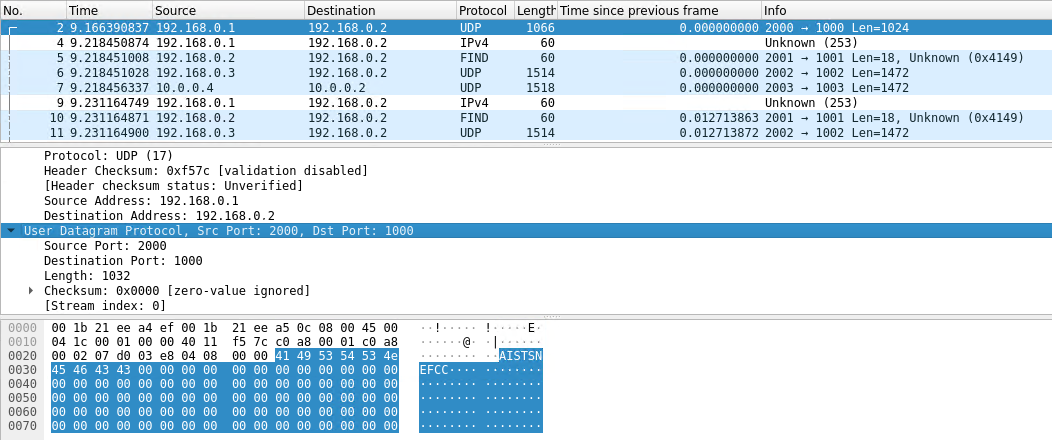 No. Time Source Destination Protocol Length Time since previous frame Info
2 9.166390837 192.168.0.1 192.168.0.2 UDP 1066 0.000000000 2000 → 1000 Len=1024
4 9.218450874 192.168.0.1 192.168.0.2 IPv4 60 Unknown (253)
5 9.218451008 192.168.0.2 192.168.0.2 FIND 60 0.000000000 2001 → 1001 Len=18, Unknown (0x4149)
6 9.218451028 192.168.0.3 192.168.0.2 UDP 1514 0.000000000 2002 → 1002 Len=1472
7 9.218456337 10.0.0.4 10.0.0.2 UDP 1518 0.000000000 2003 → 1003 Len=1472
9 9.231164749 192.168.0.1 192.168.0.2 IPv4 60 Unknown (253)
10 9.231164871 192.168.0.2 192.168.0.2 FIND 60 0.012713863 2001 → 1001 Len=18, Unknown (0x4149)
11 9.231164900 192.168.0.3 192.168.0.2 UDP 1514 0.012713872 2002 → 1002 Len=1472
Protocol: UDP (17)
Header Checksum: 0xf57c [validation disabled]
[Header checksum status: Unverified]
Source Address: 192.168.0.1
Destination Address: 192.168.0.2
User Datagram Protocol, Src Port: 2000, Dst Port: 1000
Source Port: 2000
Destination Port: 1000
Length: 1032
Checksum: 0x0000 [zero-value ignored]
[Stream index: 0]
0000 00 1b 21 ee a4 ef 00 1b 21 ee a5 0c 08 00 45 00 ··!····· !·····E·
0010 04 1c 00 01 00 00 40 11 f5 7c c0 a8 00 01 c0 a8 ······@· ·|······
0020 00 02 07 d0 03 e8 04 08 00 00 41 49 53 54 53 4e ········ ··AISTSN
0030 45 46 43 43 00 00 00 00 00 00 00 00 00 00 00 00 EFCC···· ········
0040 00 00 00 00 00 00 00 00 00 00 00 00 00 00 00 00 ········ ········
0050 00 00 00 00 00 00 00 00 00 00 00 00 00 00 00 00 ········ ········
0060 00 00 00 00 00 00 00 00 00 00 00 00 00 00 00 00 ········ ········
0070 00 00 00 00 00 00 00 00 00 00 00 00 00 00 00 00 ········ ········